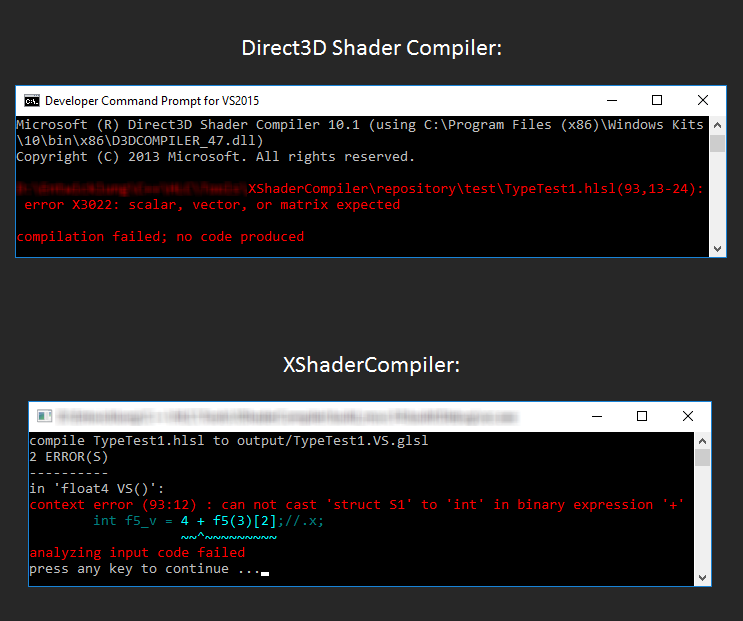 Direct3D Shader Compiler:
Developer Command Prompt for VS2015
Microsoft (R) Direct3D Shader Compiler 10.1 (using C:\Program Files (x86)\Windows Kits
\10\bin\x86\D3DCOMPILER_47.dll)
Copyright (C) 2013 Microsoft. All rights reserved.
\XShaderCompiler\repository\test\TypeTest1.hlsl(93,13-24):
error X3022: scalar, vector, or matrix expected
compilation failed; no code produced
XShaderCompiler:
compile TypeTest1.hlsl to output/TypeTest1.VS.glsl
2 ERROR(S)
----------
in 'float4 VS()':
context error (93:12) : can not cast 'struct S1' to 'int' in binary expression '+'
int f5_v = 4 + f5(3)[2];//.x;
~~^~~~~~~~~~
analyzing input code failed
press any key to continue ...